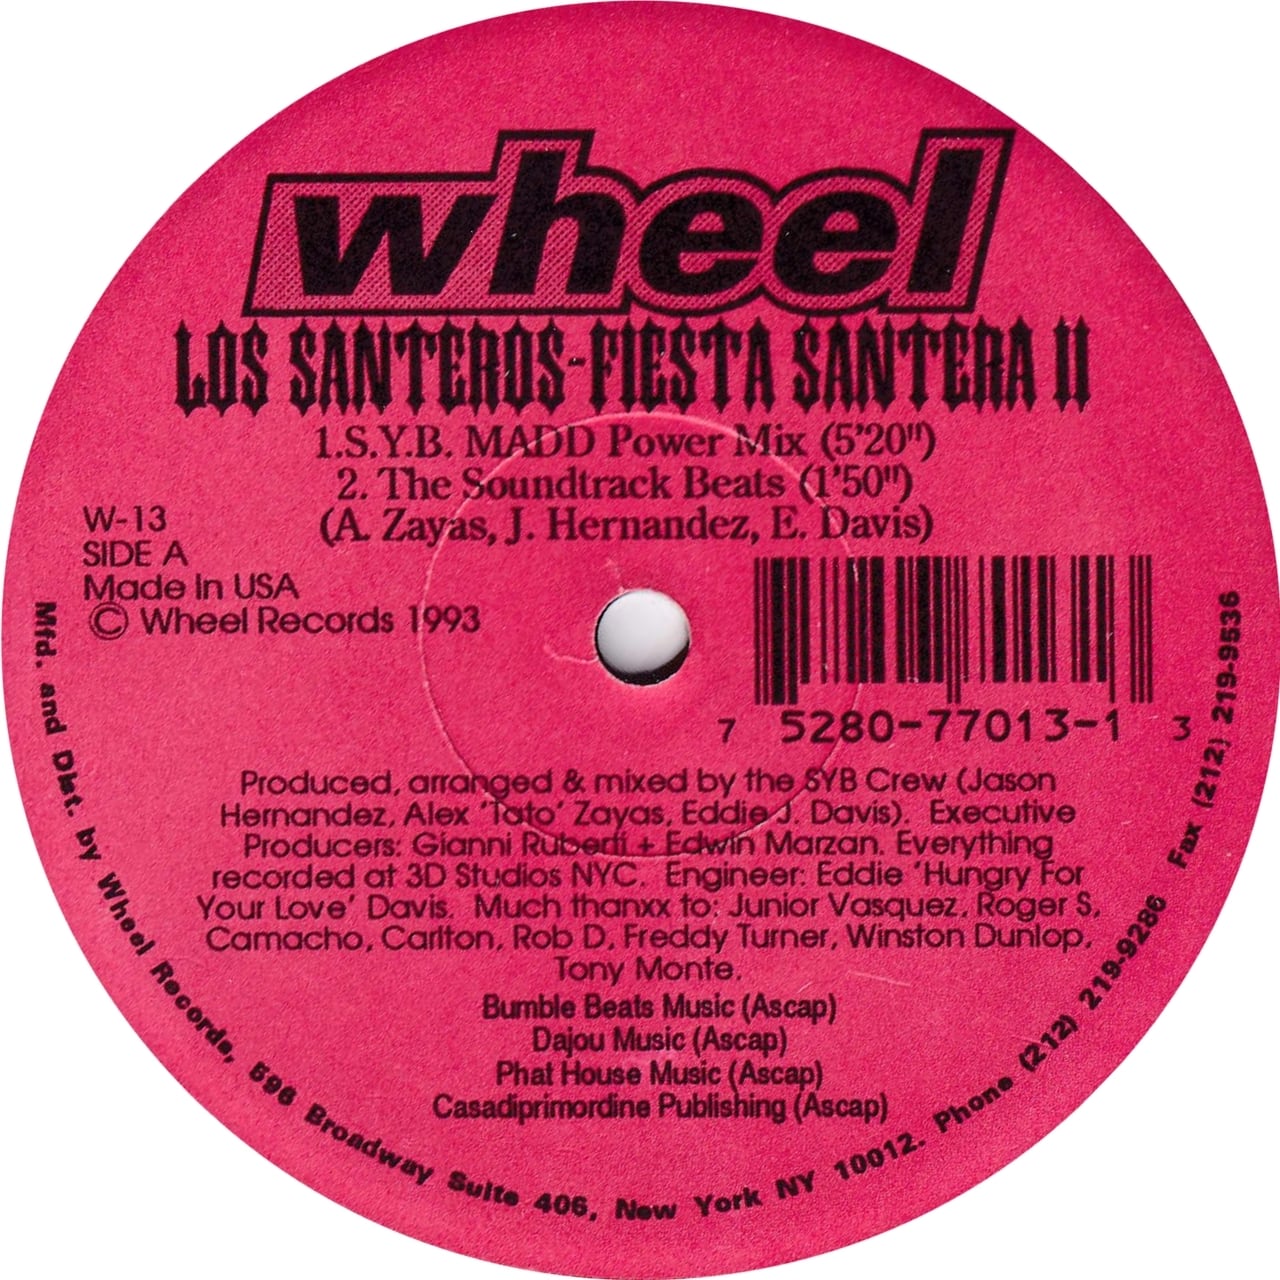 wheel
LOS SANTEROS-FIESTA SANTERA II
1.S.Y.B. MADD Power Mix (5'20")
2. The Soundtrack Beats (1'50")
(A. Zayas, J. Hernandez, E. Davis)
W-13
SIDE A
Made In USA
© Wheel Records 1993
7 5280-77013-1 3
Produced, arranged & mixed by the SYB Crew (Jason
Hernandez, Alex 'Tato' Zayas, Eddie J. Davis). Executive
Producers: Gianni Ruberti + Edwin Marzan. Everything
recorded at 3D Studios NYC. Engineer: Eddie 'Hungry For
Your Love' Davis. Much thanxx to: Junior Vasquez, Roger S,
Camacho, Carlton, Rob D, Freddy Turner, Winston Dunlop,
Tony Monte.
Bumble Beats Music (Ascap)
Dajou Music (Ascap)
Phat House Music (Ascap)
Casadiprimordine Publishing (Ascap)
Mfd. and Dist. by Wheel Records, 596 Broadway Suite 406, New York NY 10012. Phone (212) 219-9286 Fax (212) 219-9536